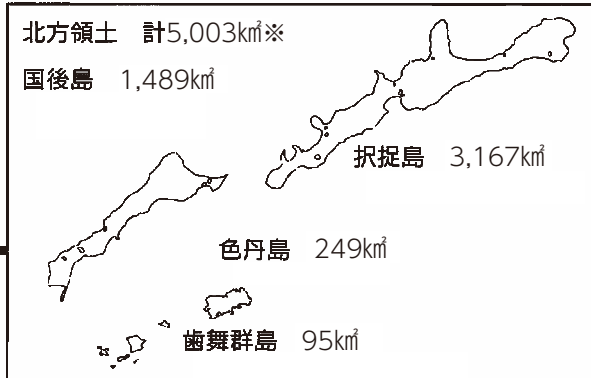 北方領土 計5,003㎢※
国後島 1,489㎢
択捉島 3,167㎢
色丹島 249㎢
歯舞群島 95㎢